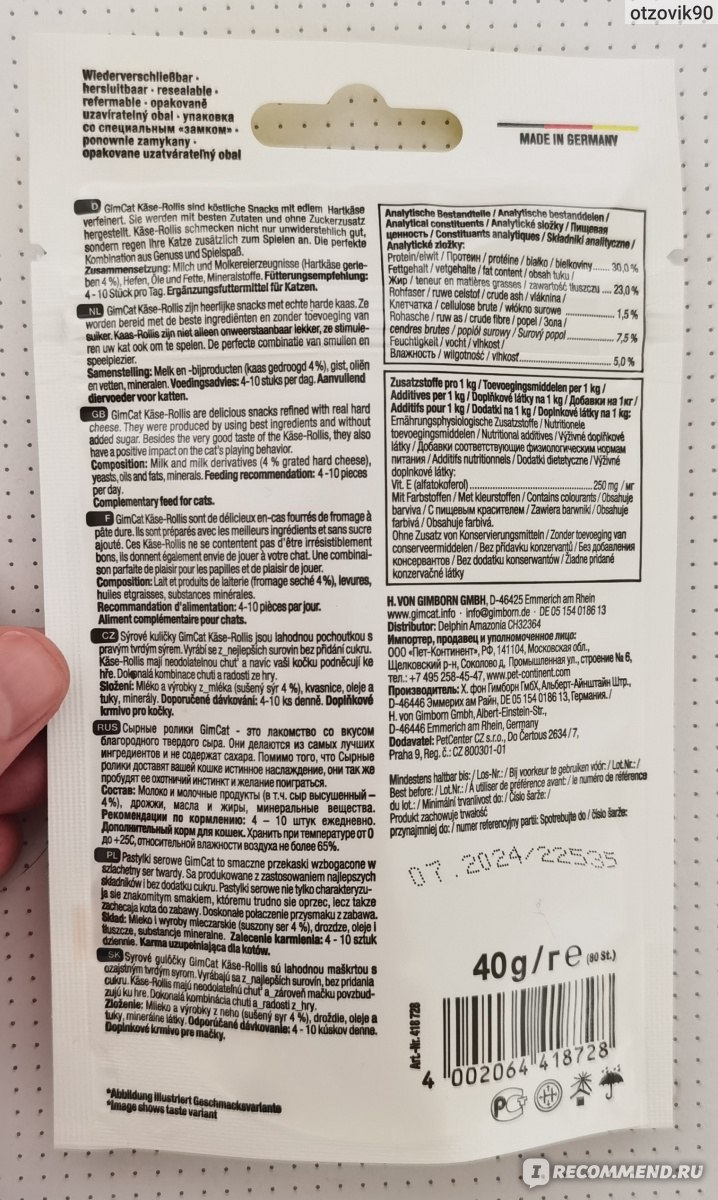 otzovik90
Wiederverschließbar ·
hersluitbaar · resealable ·
refermable · opakovaně
uzavíratelný obal · упаковка
со специальным «замком» ·
ponownie zamykany ·
opakovane uzatvárateľný obal
MADE IN GERMANY
D GimCat Käse-Rollis sind köstliche Snacks mit edlem Hartkäse
verfeinert. Sie werden mit besten Zutaten und ohne Zuckerzusatz
hergestellt. Käse-Rollis schmecken nicht nur unwiderstehlich gut,
sondern regen Ihre Katze zusätzlich zum Spielen an. Die perfekte
Kombination aus Genuss und Spielspaß.
Zusammensetzung: Milch und Molkereierzeugnisse (Hartkäse gerie-
ben 4 %), Hefen, Öle und Fette, Mineralstoffe. Fütterungsempfehlung:
4 - 10 Stück pro Tag. Ergänzungsfuttermittel für Katzen.
NL GimCat Käse-Rollis zijn heerlijke snacks met echte harde kaas. Ze
worden bereid met de beste ingrediënten en zonder toevoeging van
suiker. Kaas-Rollis zijn niet alleen onweerstaanbaar lekker, ze stimule-
ren uw kat ook om te spelen. De perfecte combinatie van smullen en
speelplezier.
Samenstelling: Melk en -bijproducten (kaas gedroogd 4 %), gist, oliën
en vetten, mineralen. Voedingsadvies: 4-10 stuks per dag. Aanvullend
diervoeder voor katten.
GB GimCat Käse-Rollis are delicious snacks refined with real hard
cheese. They were produced by using best ingredients and without
added sugar. Besides the very good taste of the Käse-Rollis, they also
have a positive impact on the cat's playing behavior.
Composition: Milk and milk derivatives (4 % grated hard cheese),
yeasts, oils and fats, minerals. Feeding recommendation: 4 -10 pieces
per day.
Complementary feed for cats.
F GimCat Käse-Rollis sont de délicieux en-cas fourrés de fromage à
pâte dure. Ils sont préparés avec les meilleurs ingrédients et sans sucre
ajouté. Ces Käse-Rollis ne se contentent pas d'être irrésistiblement
bons, ils donnent également envie de jouer à votre chat. Une combinai-
son parfaite de plaisir pour les papilles et de plaisir de jouer.
Composition: Lait et produits de laiterie (fromage seché 4 %), levures,
huiles etgraisses, substances minérales.
Recommandation d'alimentation: 4-10 pièces par jour.
Aliment complémentaire pour chats.
CZ Sýrové kuličky GimCat Käse-Rollis jsou lahodnou pochoutkou s
pravým tvrdým sýrem. Vyrábí se z_nejlepších surovin bez přidání cukru.
Käse-Rollis mají neodolatelnou chuť a navíc vaši kočku podněcují ke
hře. Dokonalá kombinace chuti a radosti ze hry.
Složení: Mléko a výrobky z_mléka (sušený sýr 4 %), kvasnice, oleje a
tuky, minerály. Doporučené dávkování: 4-10 ks denně. Doplňkové
krmivo pro kočky.
RUS Сырные ролики GimCat - это лакомство со вкусом
благородного твердого сыра. Они делаются из самых лучших
ингредиентов и не содержат сахара. Помимо того, что Сырные
ролики доставят вашей кошке истинное наслаждение, они так же
пробудят ее охотничий инстинкт и желание поиграться.
Состав: Молоко и молочные продукты (в т.ч. сыр высушенный –
4%), дрожжи, масла и жиры, минеральные вещества.
Рекомендации по кормлению: 4 – 10 штук ежедневно.
Дополнительный корм для кошек. Хранить при температуре от 0
до +25С, относительной влажности воздуха не более 65%.
PL Pastylki serowe GimCat to smaczne przekąski wzbogacone w
szlachetny ser twardy. Są produkowane z zastosowaniem najlepszych
składników i bez dodatku cukru. Pastylki serowe nie tylko charakteryzu-
ją się znakomitym smakiem, któremu trudno się oprzec, lecz także
zachęcają kota do zabawy. Doskonałe połączenie przysmaku z zabawą.
Skład: Mleko i wyroby mleczarskie (suszony ser 4 %), drożdże, oleje i
tłuszcze, substancje mineralne. Zalecenie karmienia: 4 - 10 sztuk
dziennie. Karma uzupełniająca dla kotów.
SK Syrové guľôčky GimCat Käse-Rollis sú lahodnou maškrtou s
ozajstným tvrdým syrom. Vyrábajú sa z_najlepších surovín, bez pridania
cukru. Käse-Rollis majú neodolateľnú chuť a_zároveň mačku povzbud-
zujú ku hre. Dokonalá kombinácia chuti a_radosti z_hry.
Zloženie: Mlieko a výrobky z neho (sušený syr 4 %), droždie, oleje a
tuky, minerálne látky. Odporúčané dávkovanie: 4 - 10 kúskov denne.
Doplnkové krmivo pre mačky.
*Abbildung illustriert Geschmacksvariante
*Image shows taste variant
Analytische Bestandteile / Analytische bestanddelen /
Analytical constituents / Analytické složky / Пищевая
ценность / Constituants analytiques / Składniki analityczne /
Analytické zložky:
Protein/eiwit / Протеин / protéine / białko / bielkoviny...... 30,0 %
Fettgehalt / vetgehalte / fat content / obsah tuku /
Жир / teneur en matières grasses / zawartość tłuszczu .... 23,0 %
Rohfaser/ ruwe celstof / crude ash / vláknina /
Клетчатка / cellulose brute / włókno surowe .......... 1,5 %
Rohasche / ruw as / crude fibre / popel / Зола /
cendres brutes / popiół surowy / Surový popol ........ 7,5 %
Feuchtigkeit / vocht / vlhkost /
Влажность / wilgotność / vlhkosť........ 5,0 %
Zusatzstoffe pro 1 kg / Toevoegingsmiddelen per 1 kg /
Additives per 1 kg / Doplňkové látky na 1 kg / Добавки на 1кг /
Additifs pour 1 kg / Dodatki na 1 kg / Doplnkove látky na 1 kg:
Ernährungsphysiologische Zusatzstoffe / Nutritionele
toevoegingsmiddelen / Nutritional additives / Výživné doplňkové
látky / Добавки соответствующие физиологическим нормам
питания / Additifs nutritionnels / Dodatki dietetyczne / Výživné
doplnkové látky:
Vit. E (alfatokoferol) ........ 250 mg / мг
Mit Farbstoffen / Met kleurstoffen / Contains colourants / Obsahuje
barviva / С пищевым красителем / Zawiera barwniki / Obsahuje
farbivá / Obsahuje farbivá.
Ohne Zusatz von Konservierungsmitteln / Zonder toevoeging van
conserveermiddelen / Bez přídavku konzervantů / Без добавления
консервантов / Bez dodatku konserwantów / Žiadne pridané
konzervačné látky
H. VON GIMBORN GMBH, D-46425 Emmerich am Rhein
www.gimcat.info · info@gimborn.de · DE 05 154 0186 13
Distributor: Delphin Amazonia CH32364
Импортер, продавец и уполномоченное лицо:
ООО «Пет-Континент», РФ, 141104, Московская обл.,
Щелковский р-н, Соколово д, Промышленная ул., строение № 6,
тел.: +7 495 258-45-47, www.pet-continent.com
Производитель: Х. фон Гимборн ГмбХ, Альберт-Айнштайн Штр.,
D-46446 Эммерих ам Райн, DE 05 154 0186 13, Германия. /
H. von Gimborn Gmbh, Albert-Einstein-Str.,
D-46446 Emmerich am Rhein, Germany
Dodavatel: PetCenter CZ s.r.o., Do Čertous 2634 / 7,
Praha 9, Reg. č.: CZ 800301-01
Mindestens haltbar bis: / Los-Nr.: / Bij voorkeur te gebruiken vóór: / Lot.Nr.: /
Best before: / Lot.Nr.: / À utiliser de préférence avant: / le numéro de référence
du lot.: / Minimální trvanlivost do: / Číslo šarže: /
Produkt zachowuje trwałość
przynajmniej do: / numer referencyjny partii: Spotrebujte do / číslo šarže:
07.2024/22535
40g/г e (80 St.)
Art.-Nr. 418 728
4 002064 418728
IRECOMMEND.RU